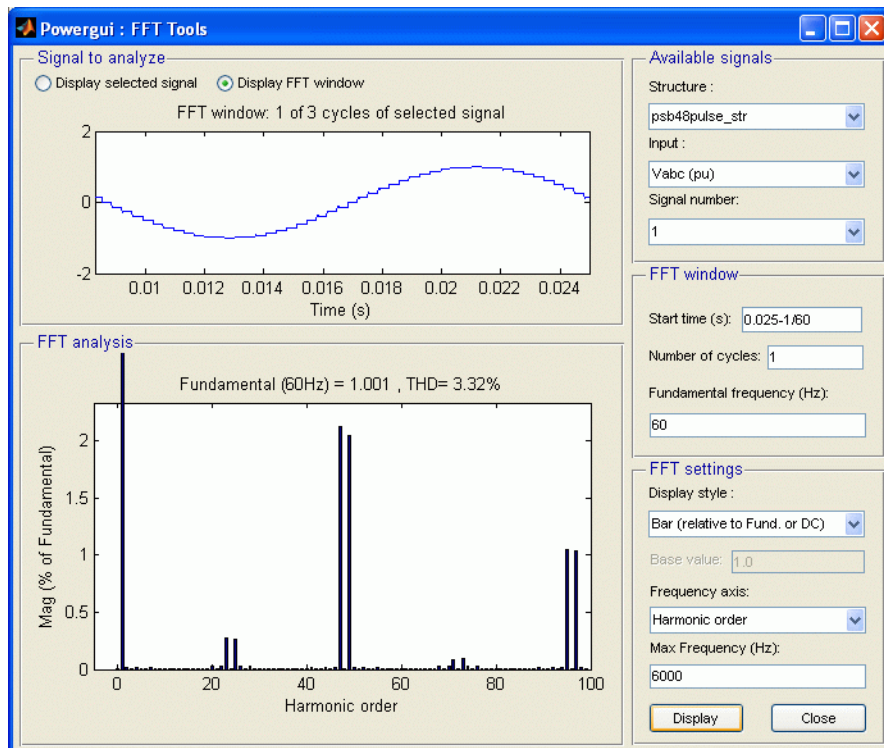 Powergui : FFT Tools
Signal to analyze
Display selected signal
Display FFT window
FFT window: 1 of 3 cycles of selected signal
2
0
-2
0.01 0.012 0.014 0.016 0.018 0.02 0.022 0.024
Time (s)
FFT analysis
Fundamental (60Hz) = 1.001 , THD= 3.32%
2
1.5
1
0.5
0
Mag (% of Fundamental)
0 20 40 60 80 100
Harmonic order
Available signals
Structure :
psb48pulse_str
Input :
Vabc (pu)
Signal number:
1
FFT window
Start time (s): 0.025-1/60
Number of cycles: 1
Fundamental frequency (Hz):
60
FFT settings
Display style :
Bar (relative to Fund. or DC)
Base value: 1.0
Frequency axis:
Harmonic order
Max Frequency (Hz):
6000
Display
Close